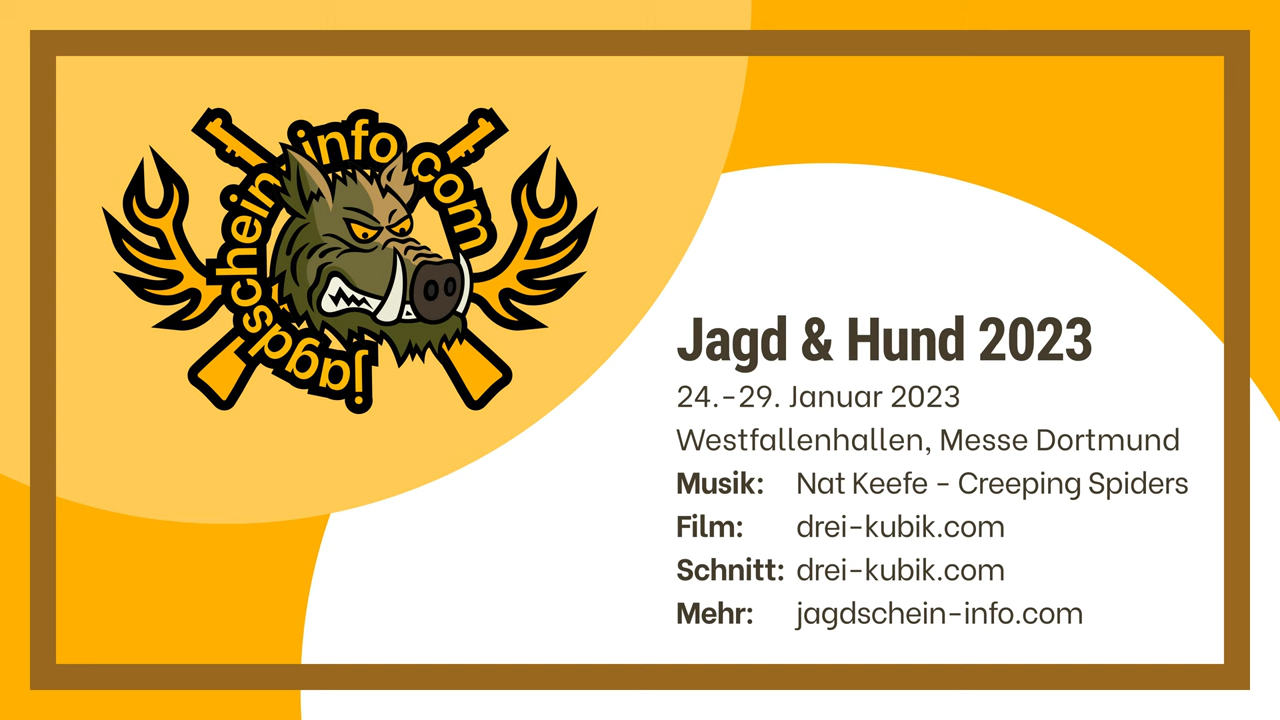 jagdschein-info.com
Jagd & Hund 2023
24.-29. Januar 2023
Westfallenhallen, Messe Dortmund
Musik: Nat Keefe - Creeping Spiders
Film: drei-kubik.com
Schnitt: drei-kubik.com
Mehr: jagdschein-info.com